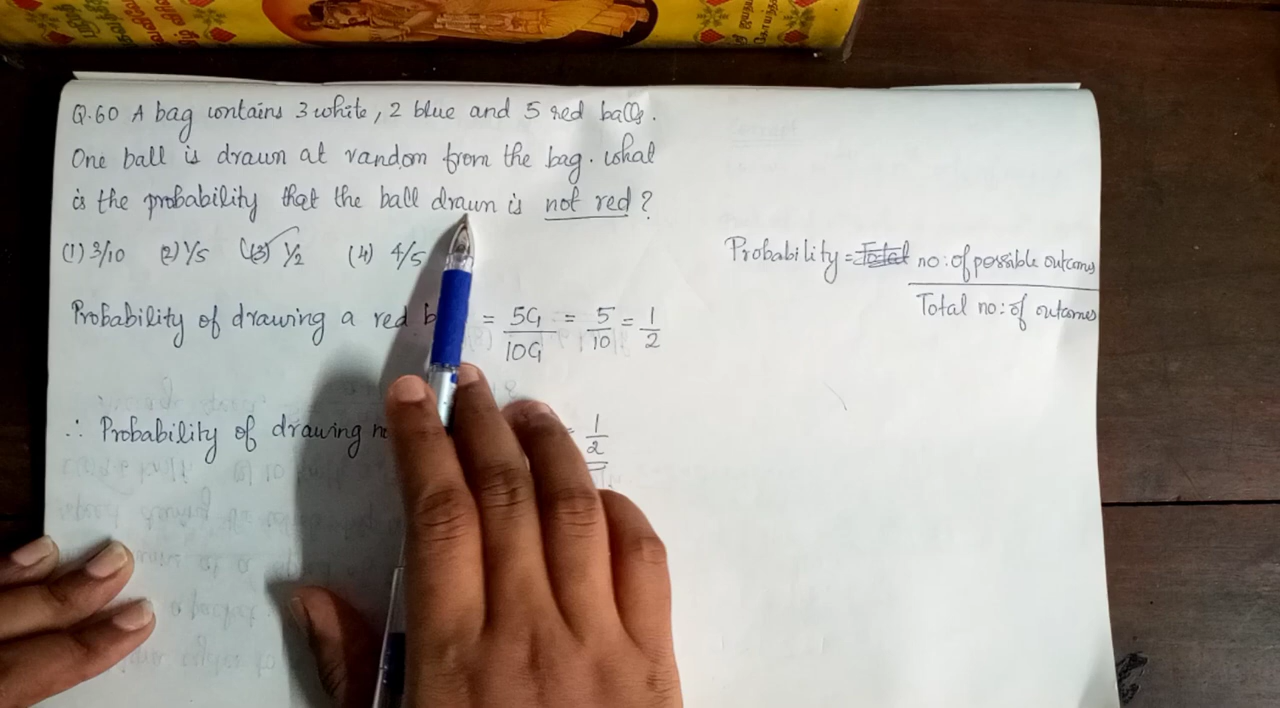 Q.60 A bag contains 3 white, 2 blue and 5 red balls.
One ball is drawn at random from the bag. What
is the probability that the ball drawn is not red?
(1) 3/10 (2) 1/5 (3) 1/2 (4) 4/5
Probability of drawing a red b = 5C₁/10C₁ = 5/10 = 1/2
∴ Probability of drawing = 1/2
Probability = no: of possible outcomes
Total no: of outcomes